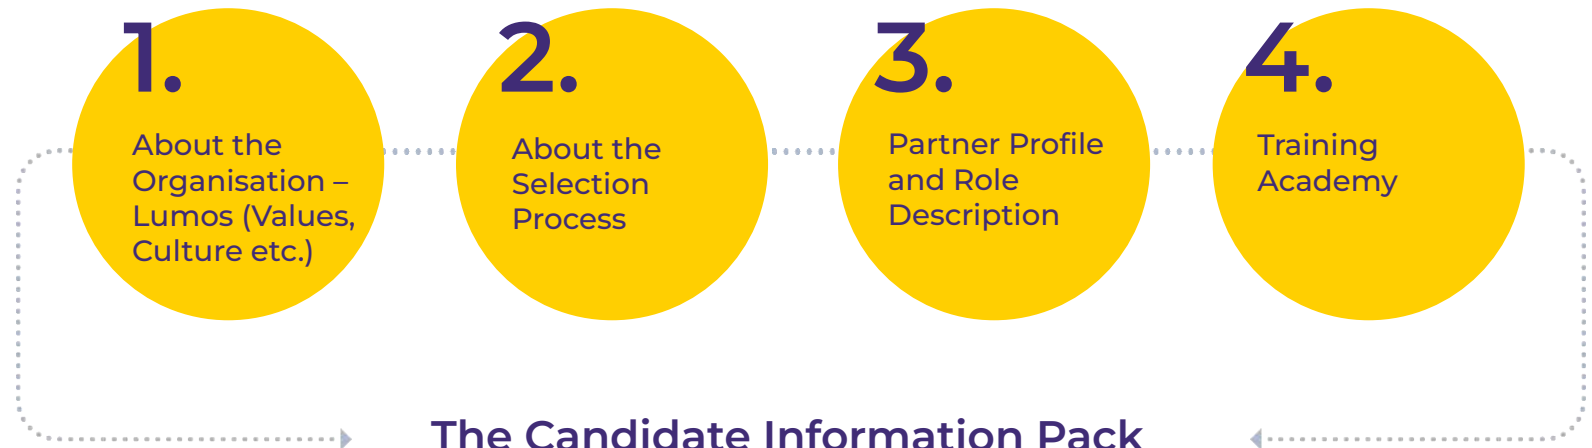 1.
About the
Organisation –
Lumos (Values,
Culture etc.)
2.
About the
Selection
Process
3.
Partner Profile
and Role
Description
4.
Training
Academy
The Candidate Information Pack